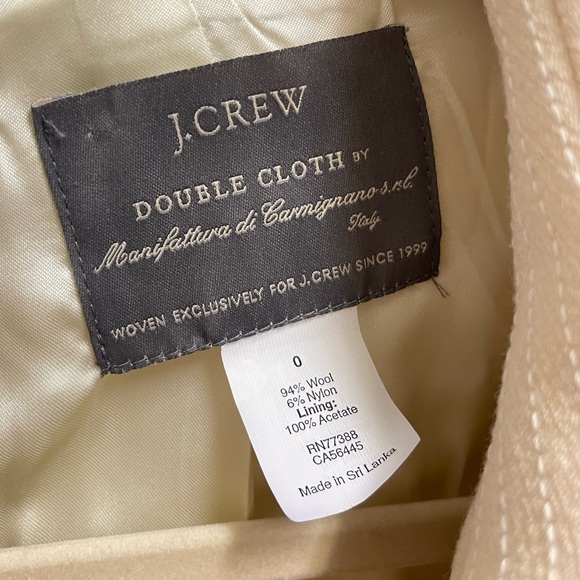 J.CREW
DOUBLE CLOTH BY
Manifattura di Carmignano s.r.l.
Italy
WOVEN EXCLUSIVELY FOR J.CREW SINCE 1999
0
94% Wool
6% Nylon
Lining:
100% Acetate
RN77388
CA56445
Made in Sri Lanka